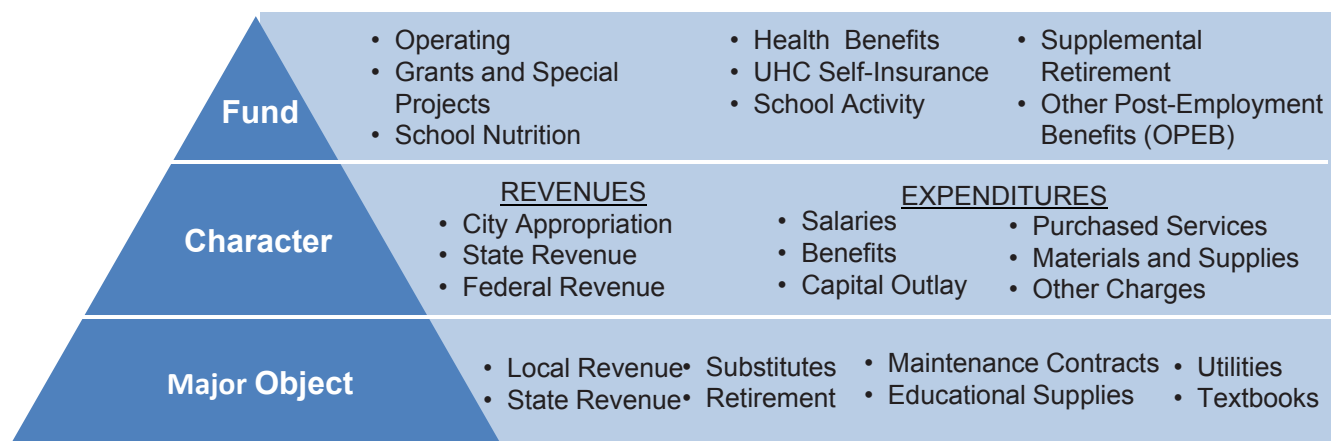 Fund
• Operating
• Grants and Special
Projects
• School Nutrition
• Health Benefits
• UHC Self-Insurance
• School Activity
• Supplemental
Retirement
• Other Post-Employment
Benefits (OPEB)
Character
REVENUES
• City Appropriation
• State Revenue
• Federal Revenue
EXPENDITURES
• Salaries
• Benefits
• Capital Outlay
• Purchased Services
• Materials and Supplies
• Other Charges
Major Object
• Local Revenue
• State Revenue
• Substitutes
• Retirement
• Maintenance Contracts
• Educational Supplies
• Utilities
• Textbooks